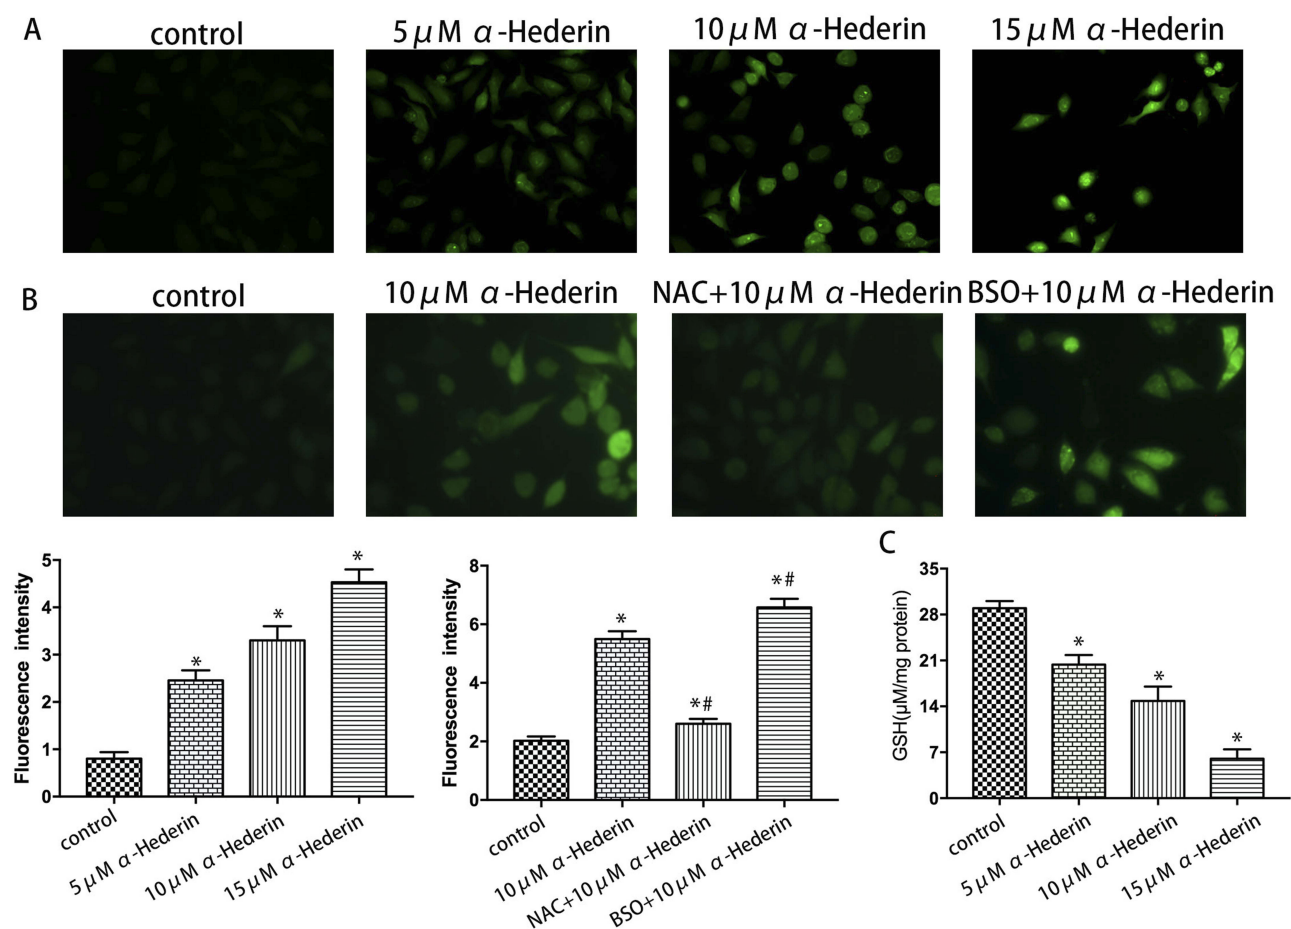 A
control
5μM α-Hederin
10μM α-Hederin
15μM α-Hederin
B
control
10μM α-Hederin
NAC+10μM α-Hederin
BSO+10μM α-Hederin
Fluorescence intensity
5
4
3
2
1
0
*
*
*
control
5μM α-Hederin
10μM α-Hederin
15μM α-Hederin
Fluorescence intensity
8
6
4
2
0
*
*#
*#
control
10μM α-Hederin
NAC+10μM α-Hederin
BSO+10μM α-Hederin
C
GSH(μM/mg protein)
35
28
21
14
7
0
*
*
*
control
5μM α-Hederin
10μM α-Hederin
15μM α-Hederin